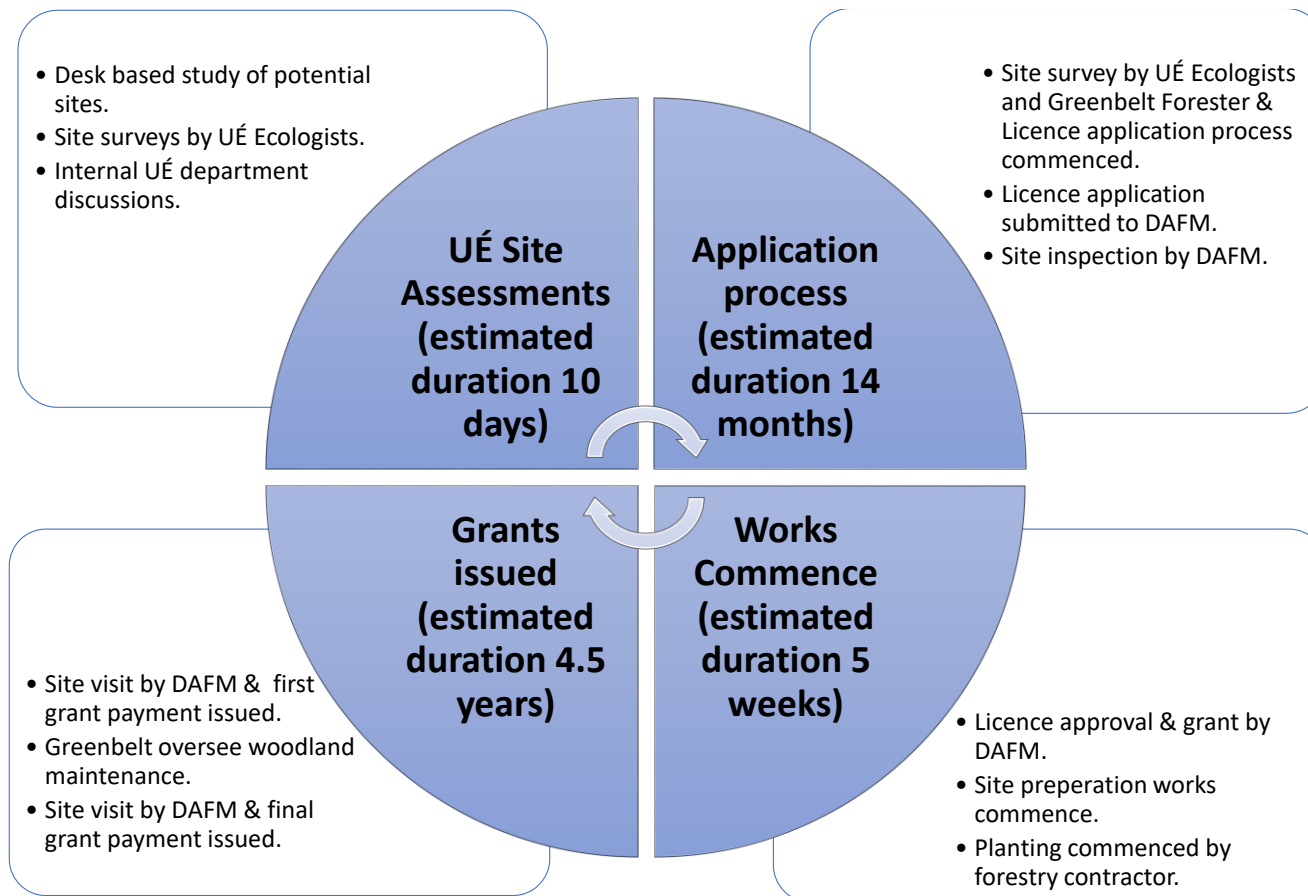 • Desk based study of potential
sites.
• Site surveys by UÉ Ecologists.
• Internal UÉ department
discussions.
• Site survey by UÉ Ecologists
and Greenbelt Forester &
Licence application process
commenced.
• Licence application
submitted to DAFM.
• Site inspection by DAFM.
UÉ Site
Assessments
(estimated
duration 10
days)
Application
process
(estimated
duration 14
months)
Grants
issued
(estimated
duration 4.5
years)
Works
Commence
(estimated
duration 5
weeks)
• Site visit by DAFM & first
grant payment issued.
• Greenbelt oversee woodland
maintenance.
• Site visit by DAFM & final
grant payment issued.
• Licence approval & grant by
DAFM.
• Site preperation works
commence.
• Planting commenced by
forestry contractor.